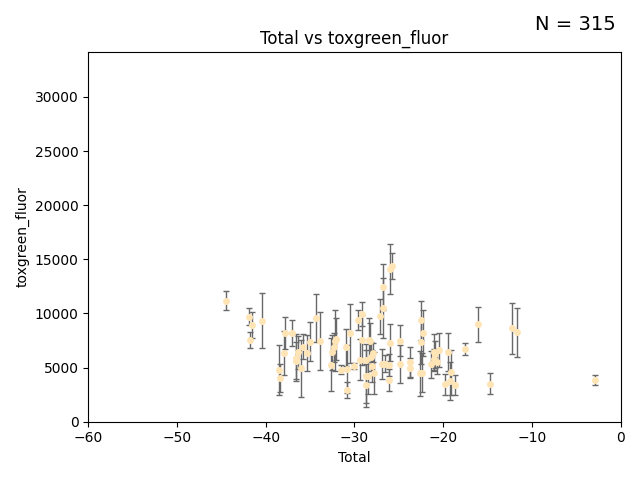 N = 315
Total vs toxgreen_fluor
30000
25000
20000
15000
10000
5000
0
toxgreen_fluor
−60 −50 −40 −30 −20 −10 0
Total